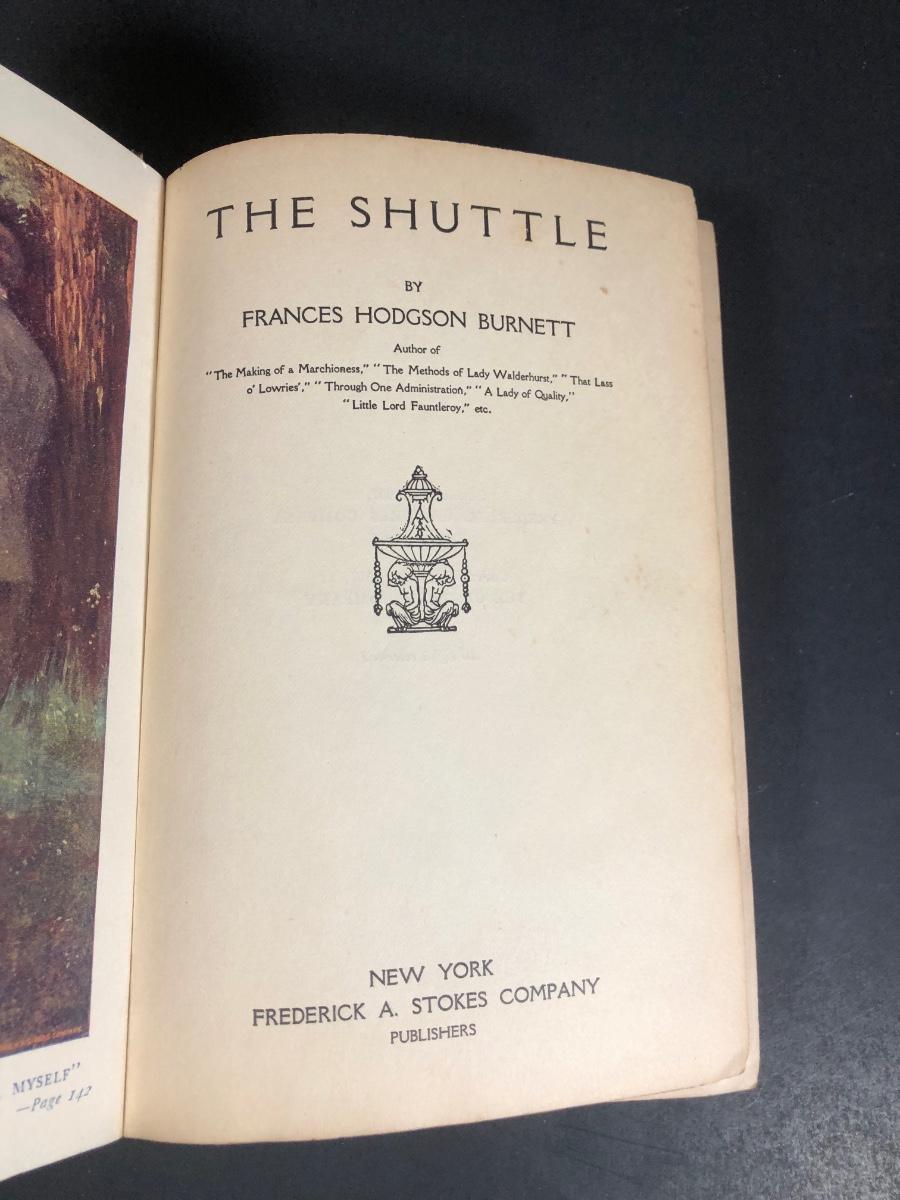 MYSELF"
—Page 142
THE SHUTTLE
BY
FRANCES HODGSON BURNETT
Author of
"The Making of a Marchioness," "The Methods of Lady Walderhurst," "That Lass
o' Lowries'," "Through One Administration," "A Lady of Quality,"
"Little Lord Fauntleroy," etc.
NEW YORK
FREDERICK A. STOKES COMPANY
PUBLISHERS